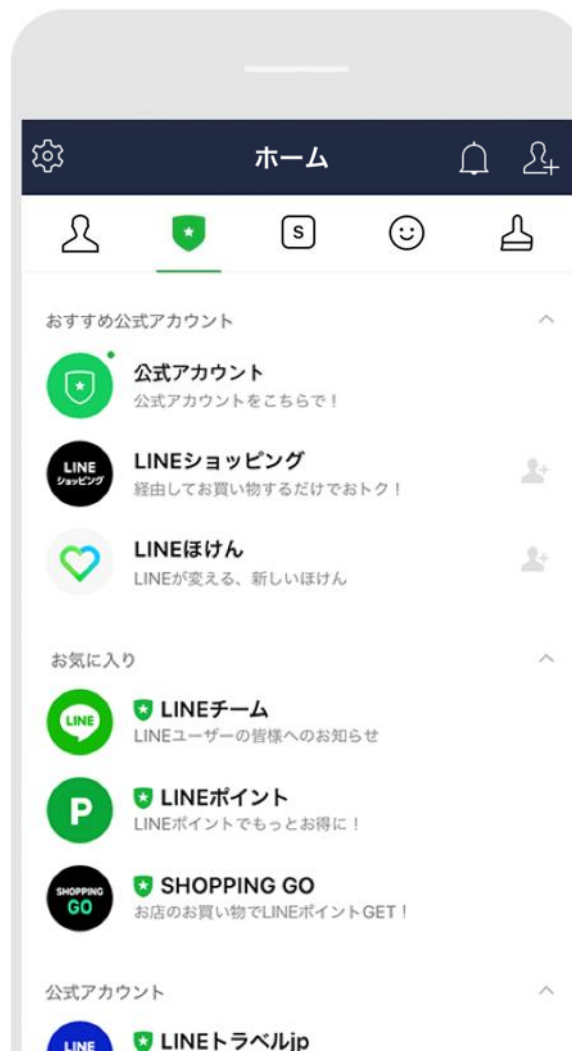 ホーム
S
おすすめ公式アカウント
公式アカウント
公式アカウントをこちらで！
LINE
ショッピング
LINEショッピング
経由してお買い物するだけでおトク！
LINEほけん
LINEが変える、新しいほけん
お気に入り
LINE
LINEチーム
LINEユーザーの皆様へのお知らせ
P
LINEポイント
LINEポイントでもっとお得に！
SHOPPING
GO
SHOPPING GO
お店のお買い物でLINEポイントGET！
公式アカウント
LINE
LINEトラベルjp